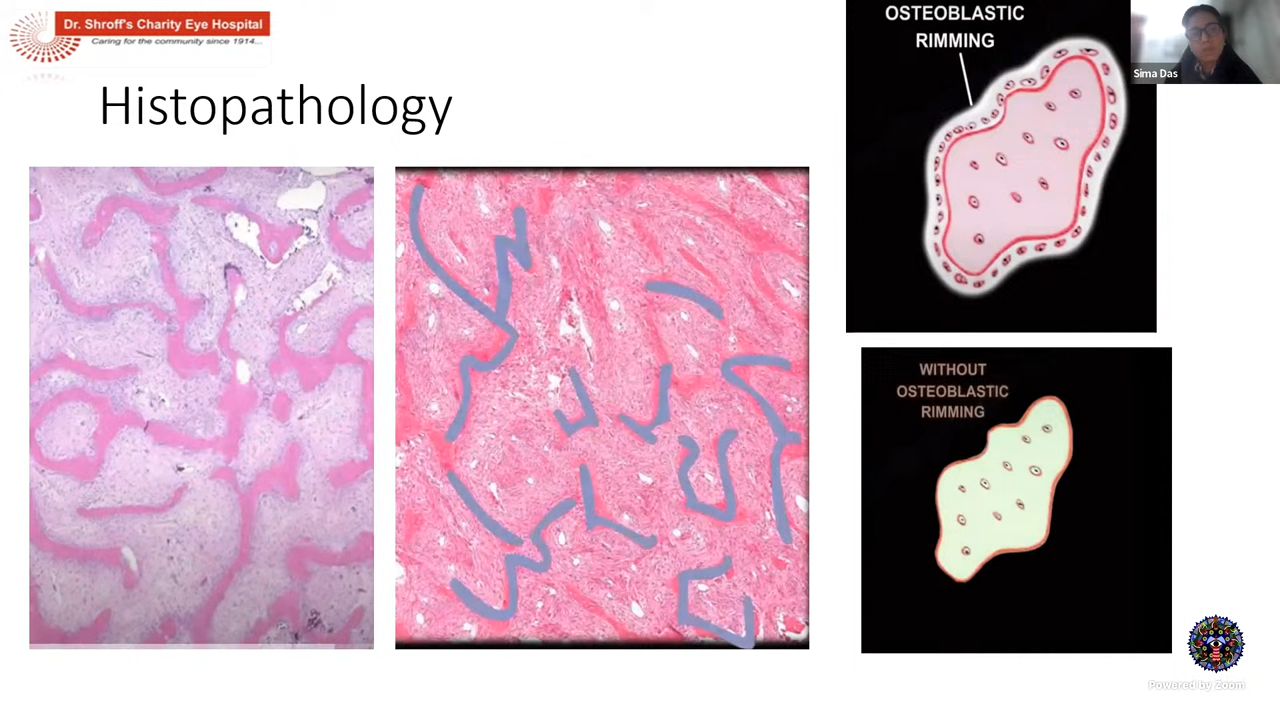 Dr. Shroff's Charity Eye Hospital
Caring for the community since 1914...
Histopathology
OSTEOBLASTIC
RIMMING
Sima Das
WITHOUT
OSTEOBLASTIC
RIMMING
Powered by Zoom